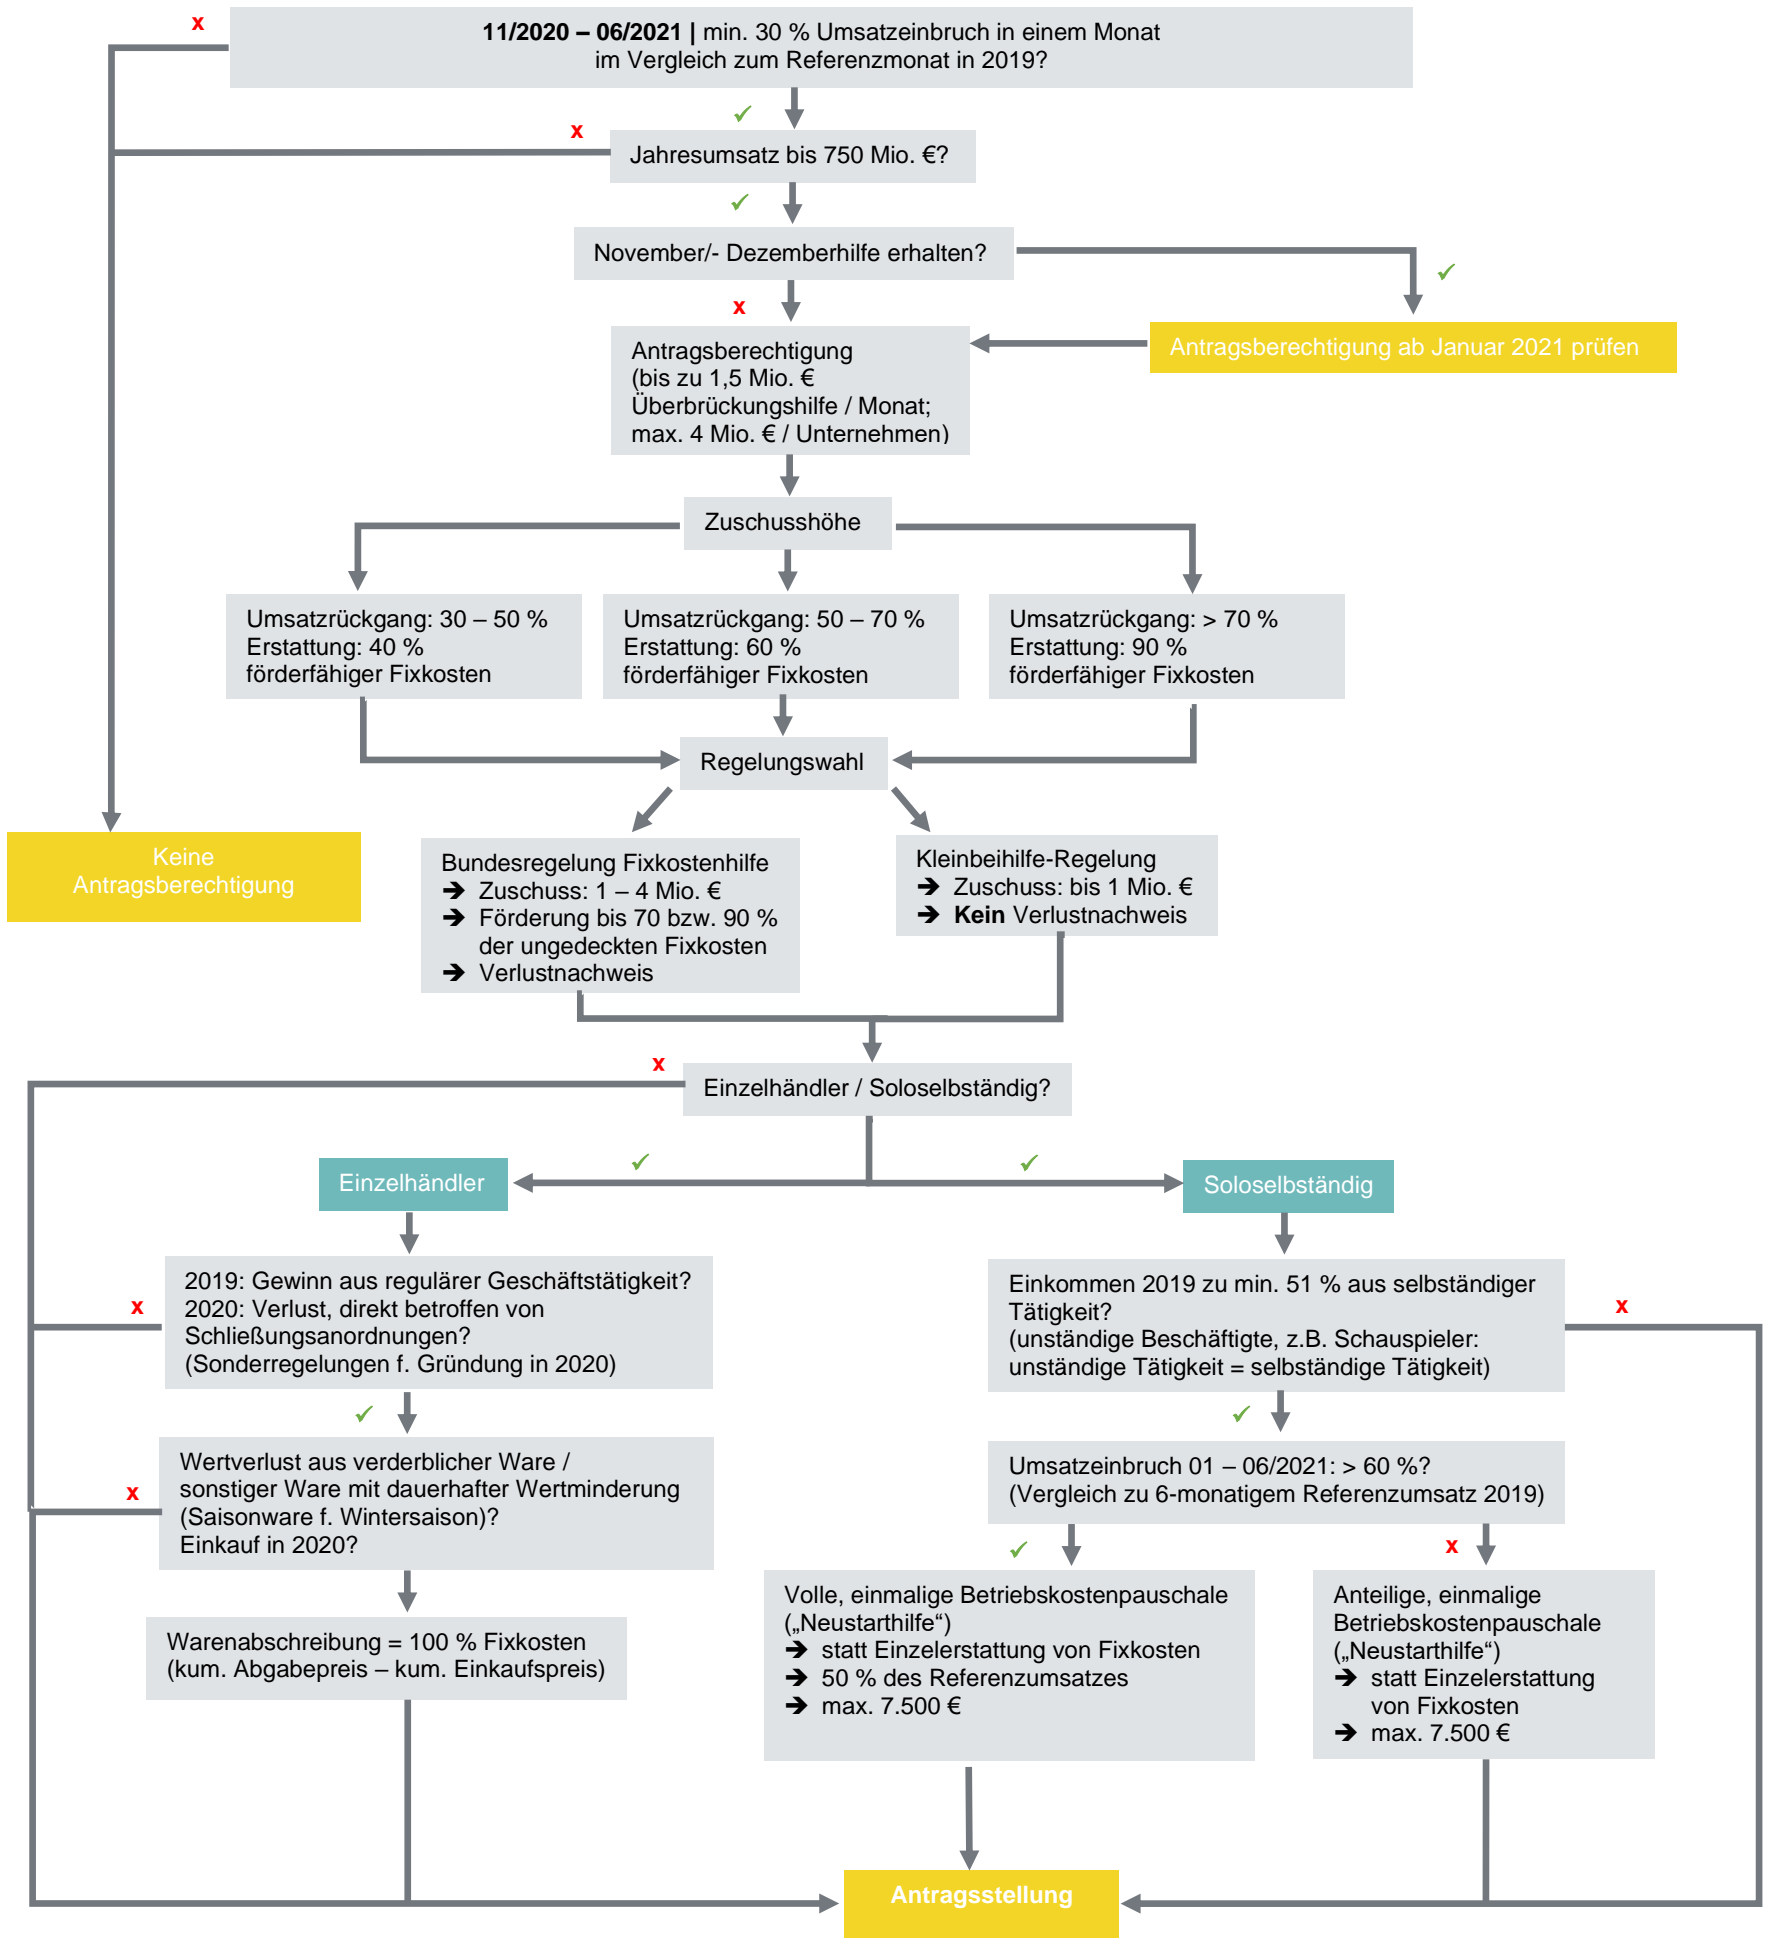 x
11/2020 – 06/2021 | min. 30 % Umsatzeinbruch in einem Monat
im Vergleich zum Referenzmonat in 2019?
✓
x
Jahresumsatz bis 750 Mio. €?
✓
November/- Dezemberhilfe erhalten?
✓
x
Antragsberechtigung ab Januar 2021 prüfen
Antragsberechtigung
(bis zu 1,5 Mio. €
Überbrückungshilfe / Monat;
max. 4 Mio. € / Unternehmen)
Zuschusshöhe
Umsatzrückgang: 30 – 50 %
Erstattung: 40 %
förderfähiger Fixkosten
Umsatzrückgang: 50 – 70 %
Erstattung: 60 %
förderfähiger Fixkosten
Umsatzrückgang: > 70 %
Erstattung: 90 %
förderfähiger Fixkosten
Regelungswahl
Keine
Antragsberechtigung
Bundesregelung Fixkostenhilfe
➔ Zuschuss: 1 – 4 Mio. €
➔ Förderung bis 70 bzw. 90 %
der ungedeckten Fixkosten
➔ Verlustnachweis
Kleinbeihilfe-Regelung
➔ Zuschuss: bis 1 Mio. €
➔ Kein Verlustnachweis
x
Einzelhändler / Soloselbständig?
✓
✓
Einzelhändler
Soloselbständig
2019: Gewinn aus regulärer Geschäftstätigkeit?
2020: Verlust, direkt betroffen von
Schließungsanordnungen?
(Sonderregelungen f. Gründung in 2020)
x
Einkommen 2019 zu min. 51 % aus selbständiger
Tätigkeit?
(unständige Beschäftigte, z.B. Schauspieler:
unständige Tätigkeit = selbständige Tätigkeit)
x
✓
✓
Wertverlust aus verderblicher Ware /
sonstiger Ware mit dauerhafter Wertminderung
(Saisonware f. Wintersaison)?
Einkauf in 2020?
x
Umsatzeinbruch 01 – 06/2021: > 60 %?
(Vergleich zu 6-monatigem Referenzumsatz 2019)
✓
x
Warenabschreibung = 100 % Fixkosten
(kum. Abgabepreis – kum. Einkaufspreis)
Volle, einmalige Betriebskostenpauschale
(„Neustarthilfe“)
➔ statt Einzelerstattung von Fixkosten
➔ 50 % des Referenzumsatzes
➔ max. 7.500 €
Anteilige, einmalige
Betriebskostenpauschale
(„Neustarthilfe“)
➔ statt Einzelerstattung
von Fixkosten
➔ max. 7.500 €
Antragsstellung